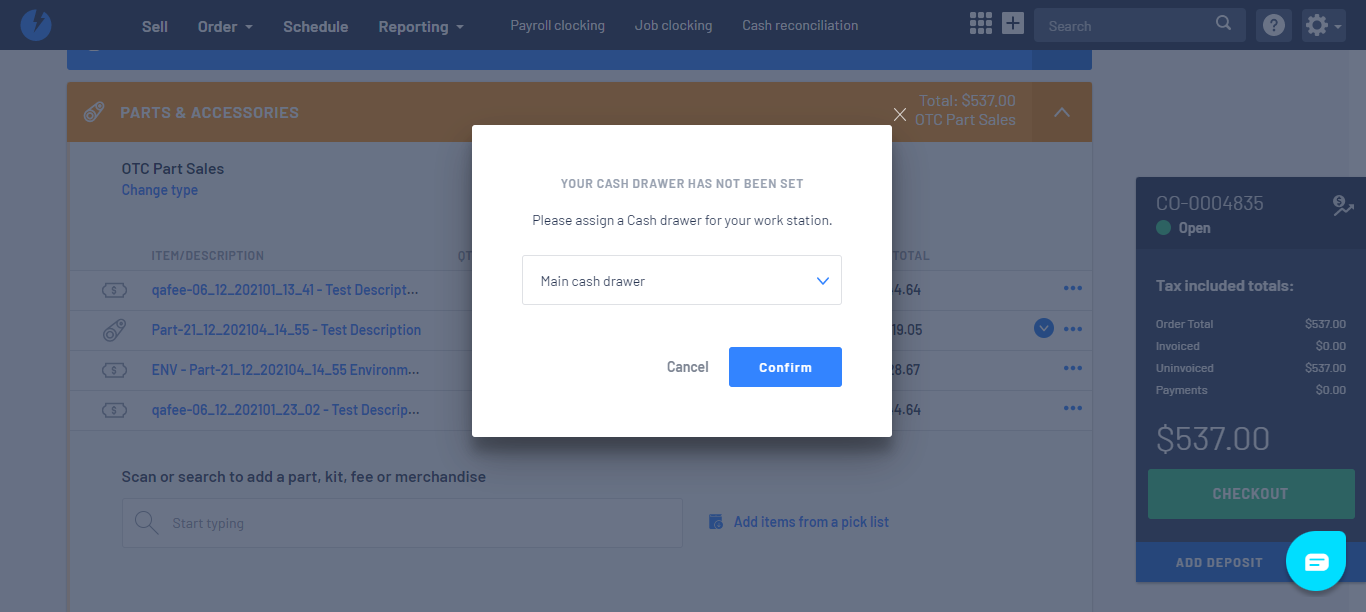 Sell
Order
Schedule
Reporting
Payroll clocking
Job clocking
Cash reconciliation
Search
PARTS & ACCESSORIES
Total: $537.00
OTC Part Sales
OTC Part Sales
Change type
YOUR CASH DRAWER HAS NOT BEEN SET
Please assign a Cash drawer for your work station.
Main cash drawer
Cancel
Confirm
ITEM/DESCRIPTION
QT
TOTAL
qafee-06_12_202101_13_41 - Test Descript...
4.64
Part-21_12_202104_14_55 - Test Description
19.05
ENV - Part-21_12_202104_14_55 Environm...
8.67
qafee-06_12_202101_23_02 - Test Descrip...
4.64
Scan or search to add a part, kit, fee or merchandise
Start typing
Add items from a pick list
CO-0004835
Open
Tax included totals:
Order Total $537.00
Invoiced $0.00
Uninvoiced $537.00
Payments $0.00
$537.00
CHECKOUT
ADD DEPOSIT